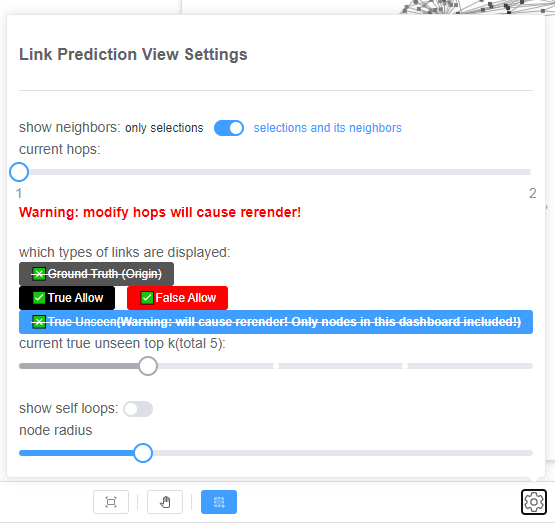 Link Prediction View Settings
show neighbors: only selections selections and its neighbors
current hops:
1 2
Warning: modify hops will cause rerender!
which types of links are displayed:
Ground Truth (Origin)
True Allow False Allow
True Unseen(Warning: will cause rerender! Only nodes in this dashboard included!)
current true unseen top k(total 5):
show self loops:
node radius